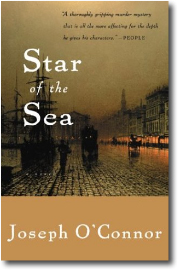 "A thoroughly gripping murder mystery
that is all the more affecting for the depth
he gives his characters." —PEOPLE
Star
of the
Sea
Joseph O'Connor